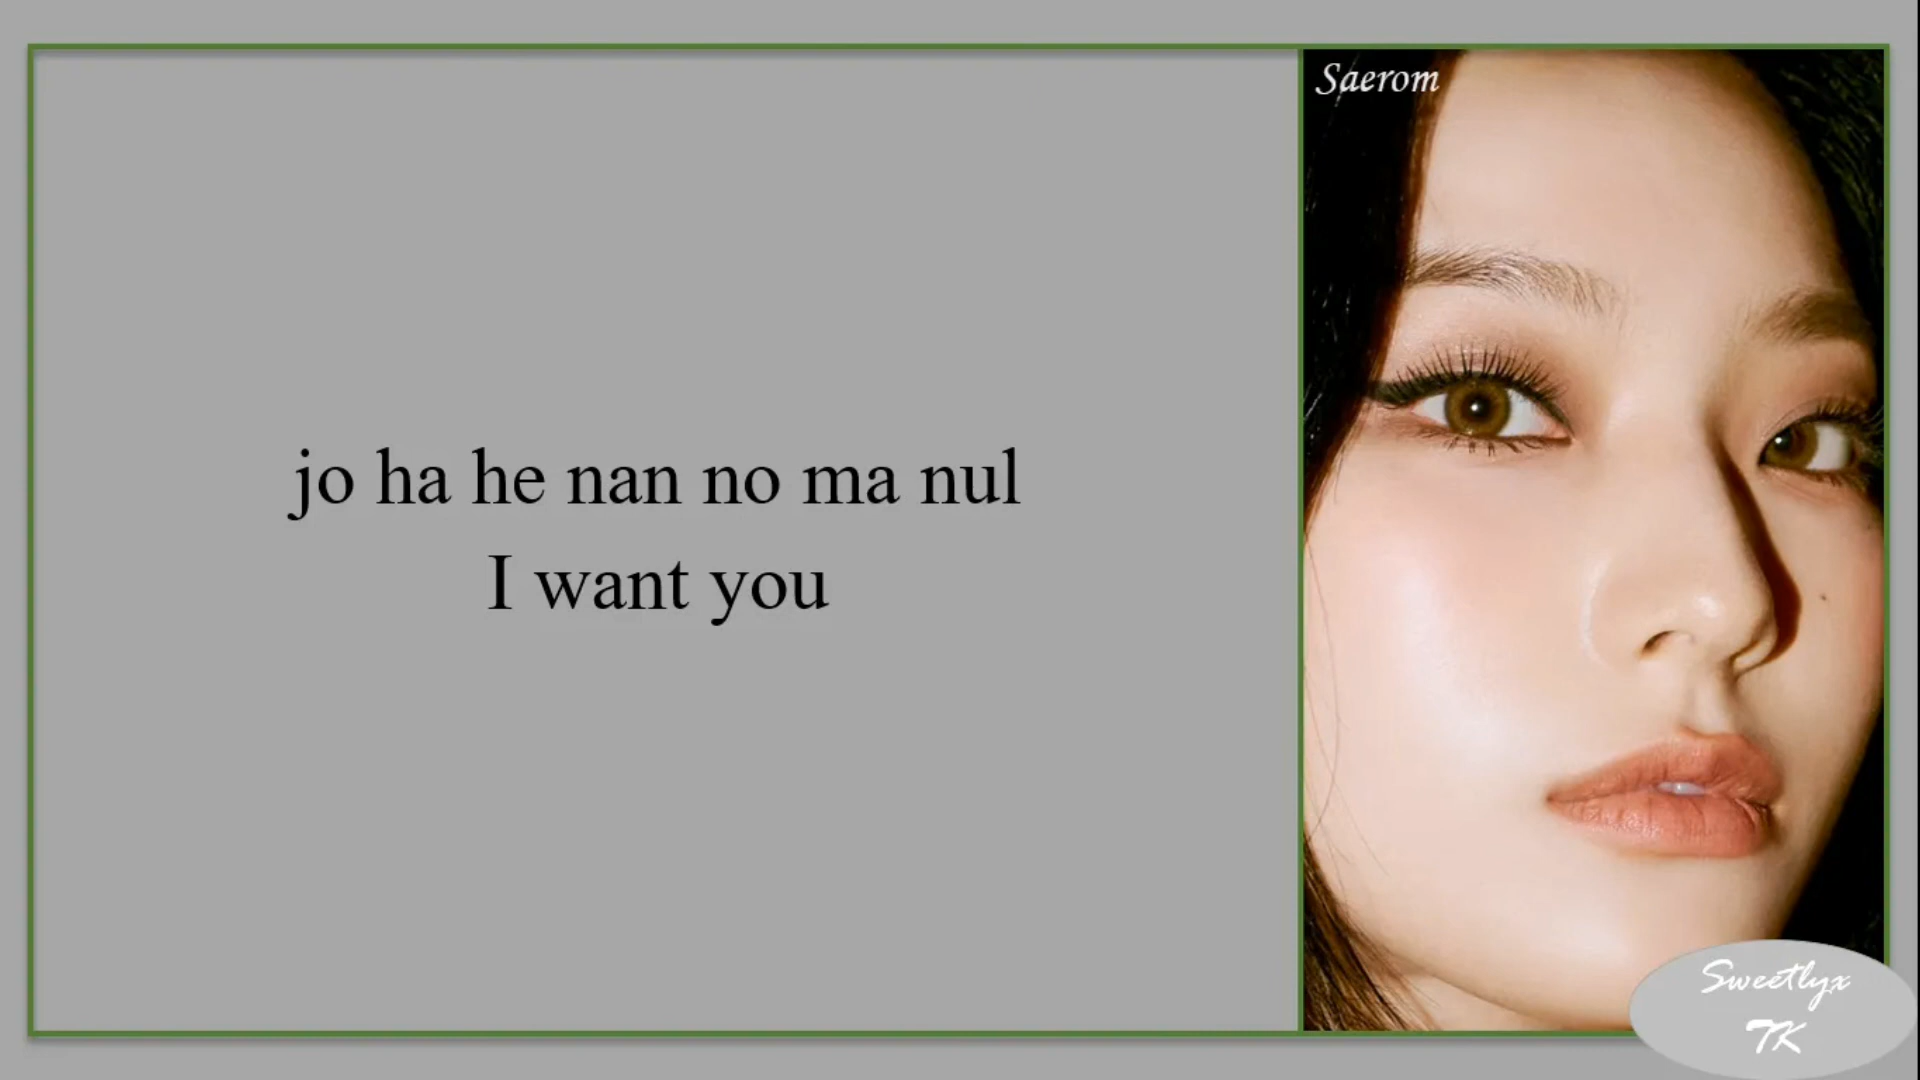 Saerom
jo ha he nan no ma nul
I want you
Sweetlyx
TK